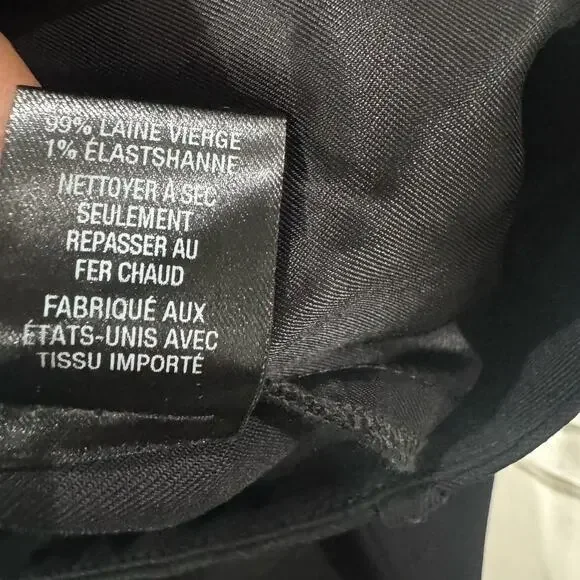 99% LAINE VIERGE
1% ÉLASTSHANNE
NETTOYER À SEC
SEULEMENT
REPASSER AU
FER CHAUD
FABRIQUÉ AUX
ÉTATS-UNIS AVEC
TISSU IMPORTÉ